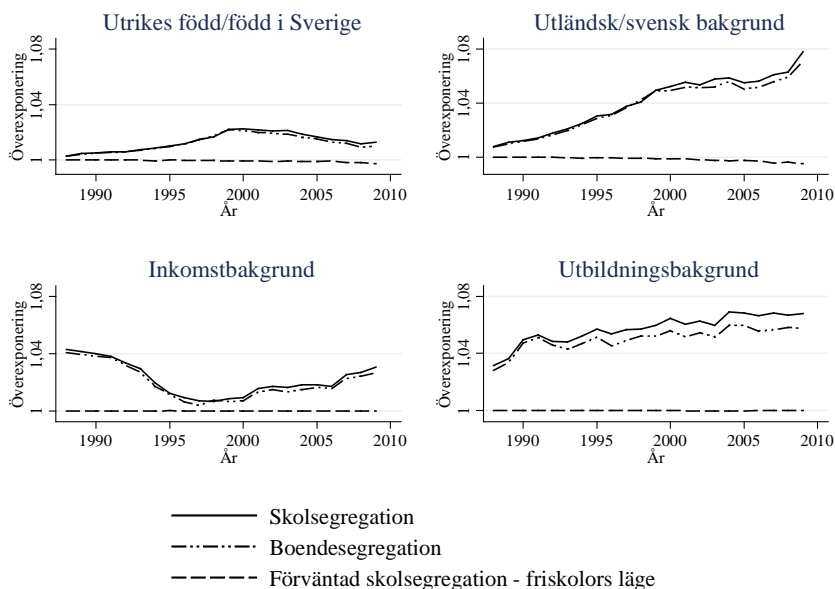 Utrikes född/född i Sverige
Överexponering
1,08
1,04
1
1990 1995 2000 2005 2010
År
Utländsk/svensk bakgrund
Överexponering
1,08
1,04
1
1990 1995 2000 2005 2010
År
Inkomstbakgrund
Överexponering
1,08
1,04
1
1990 1995 2000 2005 2010
År
Utbildningsbakgrund
Överexponering
1,08
1,04
1
1990 1995 2000 2005 2010
År
Skolsegregation
Boendesegregation
Förväntad skolsegregation - friskolors läge